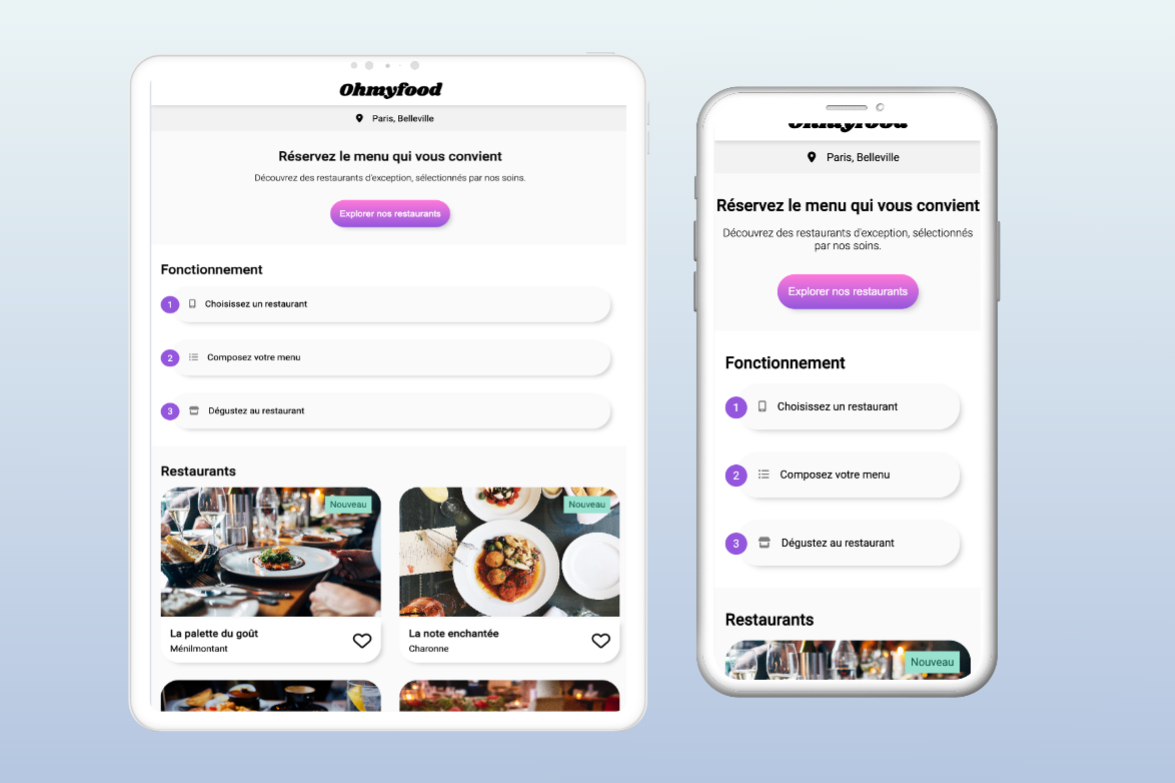 Ohmyfood
Paris, Belleville
Réservez le menu qui vous convient
Découvrez des restaurants d'exception, sélectionnés par nos soins.
Explorer nos restaurants
Fonctionnement
1 Choisissez un restaurant
2 Composez votre menu
3 Dégustez au restaurant
Restaurants
Nouveau
Nouveau
La palette du goût
Ménilmontant
La note enchantée
Charonne
Ohmyfood
Paris, Belleville
Réservez le menu qui vous convient
Découvrez des restaurants d'exception, sélectionnés
par nos soins.
Explorer nos restaurants
Fonctionnement
1 Choisissez un restaurant
2 Composez votre menu
3 Dégustez au restaurant
Restaurants
Nouveau